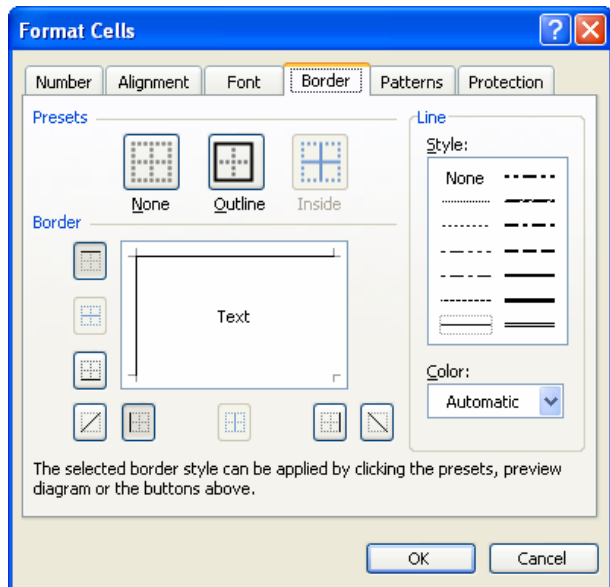 Format Cells
Number Alignment Font Border Patterns Protection
Presets
None Outline Inside
Border
Text
Line
Style:
None
Color:
Automatic
The selected border style can be applied by clicking the presets, preview
diagram or the buttons above.
OK Cancel